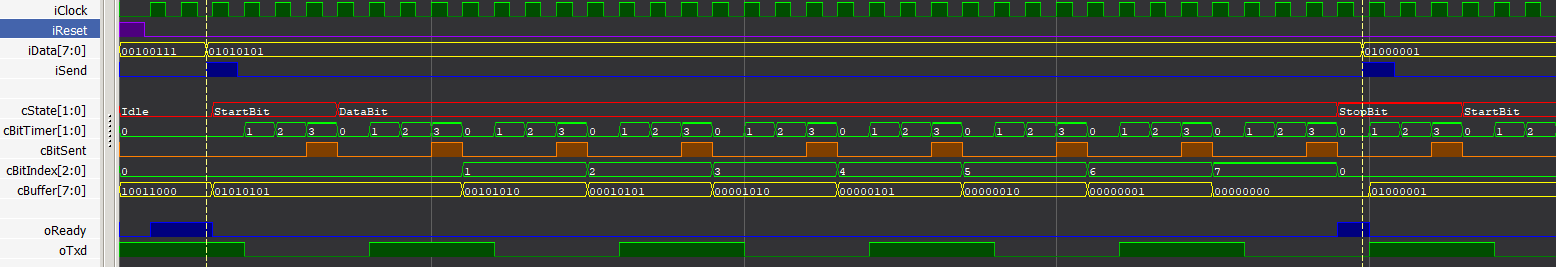 iClock
iReset
iData[7:0] 00100111 01010101 01000001
iSend
cState[1:0] Idle StartBit DataBit StopBit StartBit
cBitTimer[1:0] 0 1 2 3 0 1 2 3 0 1 2 3 0 1 2 3 0 1 2 3 0 1 2 3 0 1 2 3 0 1 2 3 0 1 2 3 0 1 2 3 0 1 2
cBitSent
cBitIndex[2:0] 0 1 2 3 4 5 6 7 0
cBuffer[7:0] 10011000 01010101 00101010 00010101 00001010 00000101 00000010 00000001 00000000 01000001
oReady
oTxd